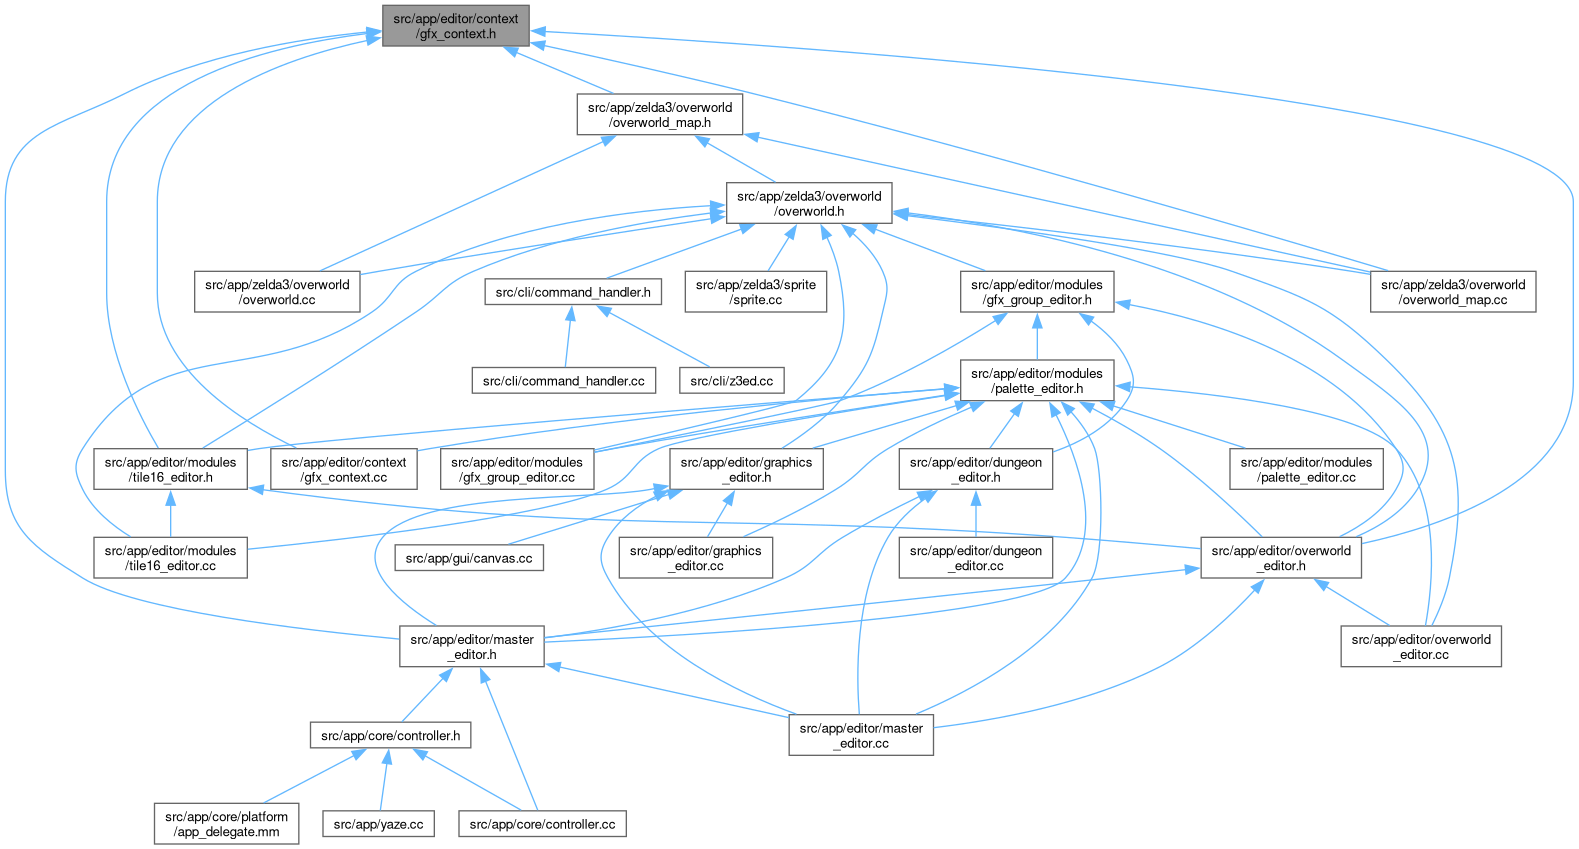 src/app/editor/context
/gfx_context.h
src/app/zelda3/overworld
/overworld_map.h
src/app/zelda3/overworld
/overworld.h
src/app/zelda3/overworld
/overworld.cc
src/cli/command_handler.h
src/app/zelda3/sprite
/sprite.cc
src/app/editor/modules
/gfx_group_editor.h
src/app/zelda3/overworld
/overworld_map.cc
src/cli/command_handler.cc
src/cli/z3ed.cc
src/app/editor/modules
/palette_editor.h
src/app/editor/modules
/tile16_editor.h
src/app/editor/context
/gfx_context.cc
src/app/editor/modules
/gfx_group_editor.cc
src/app/editor/graphics
_editor.h
src/app/editor/dungeon
_editor.h
src/app/editor/modules
/palette_editor.cc
src/app/editor/modules
/tile16_editor.cc
src/app/gui/canvas.cc
src/app/editor/graphics
_editor.cc
src/app/editor/dungeon
_editor.cc
src/app/editor/overworld
_editor.h
src/app/editor/master
_editor.h
src/app/editor/overworld
_editor.cc
src/app/core/controller.h
src/app/editor/master
_editor.cc
src/app/core/platform
/app_delegate.mm
src/app/yaze.cc
src/app/core/controller.cc